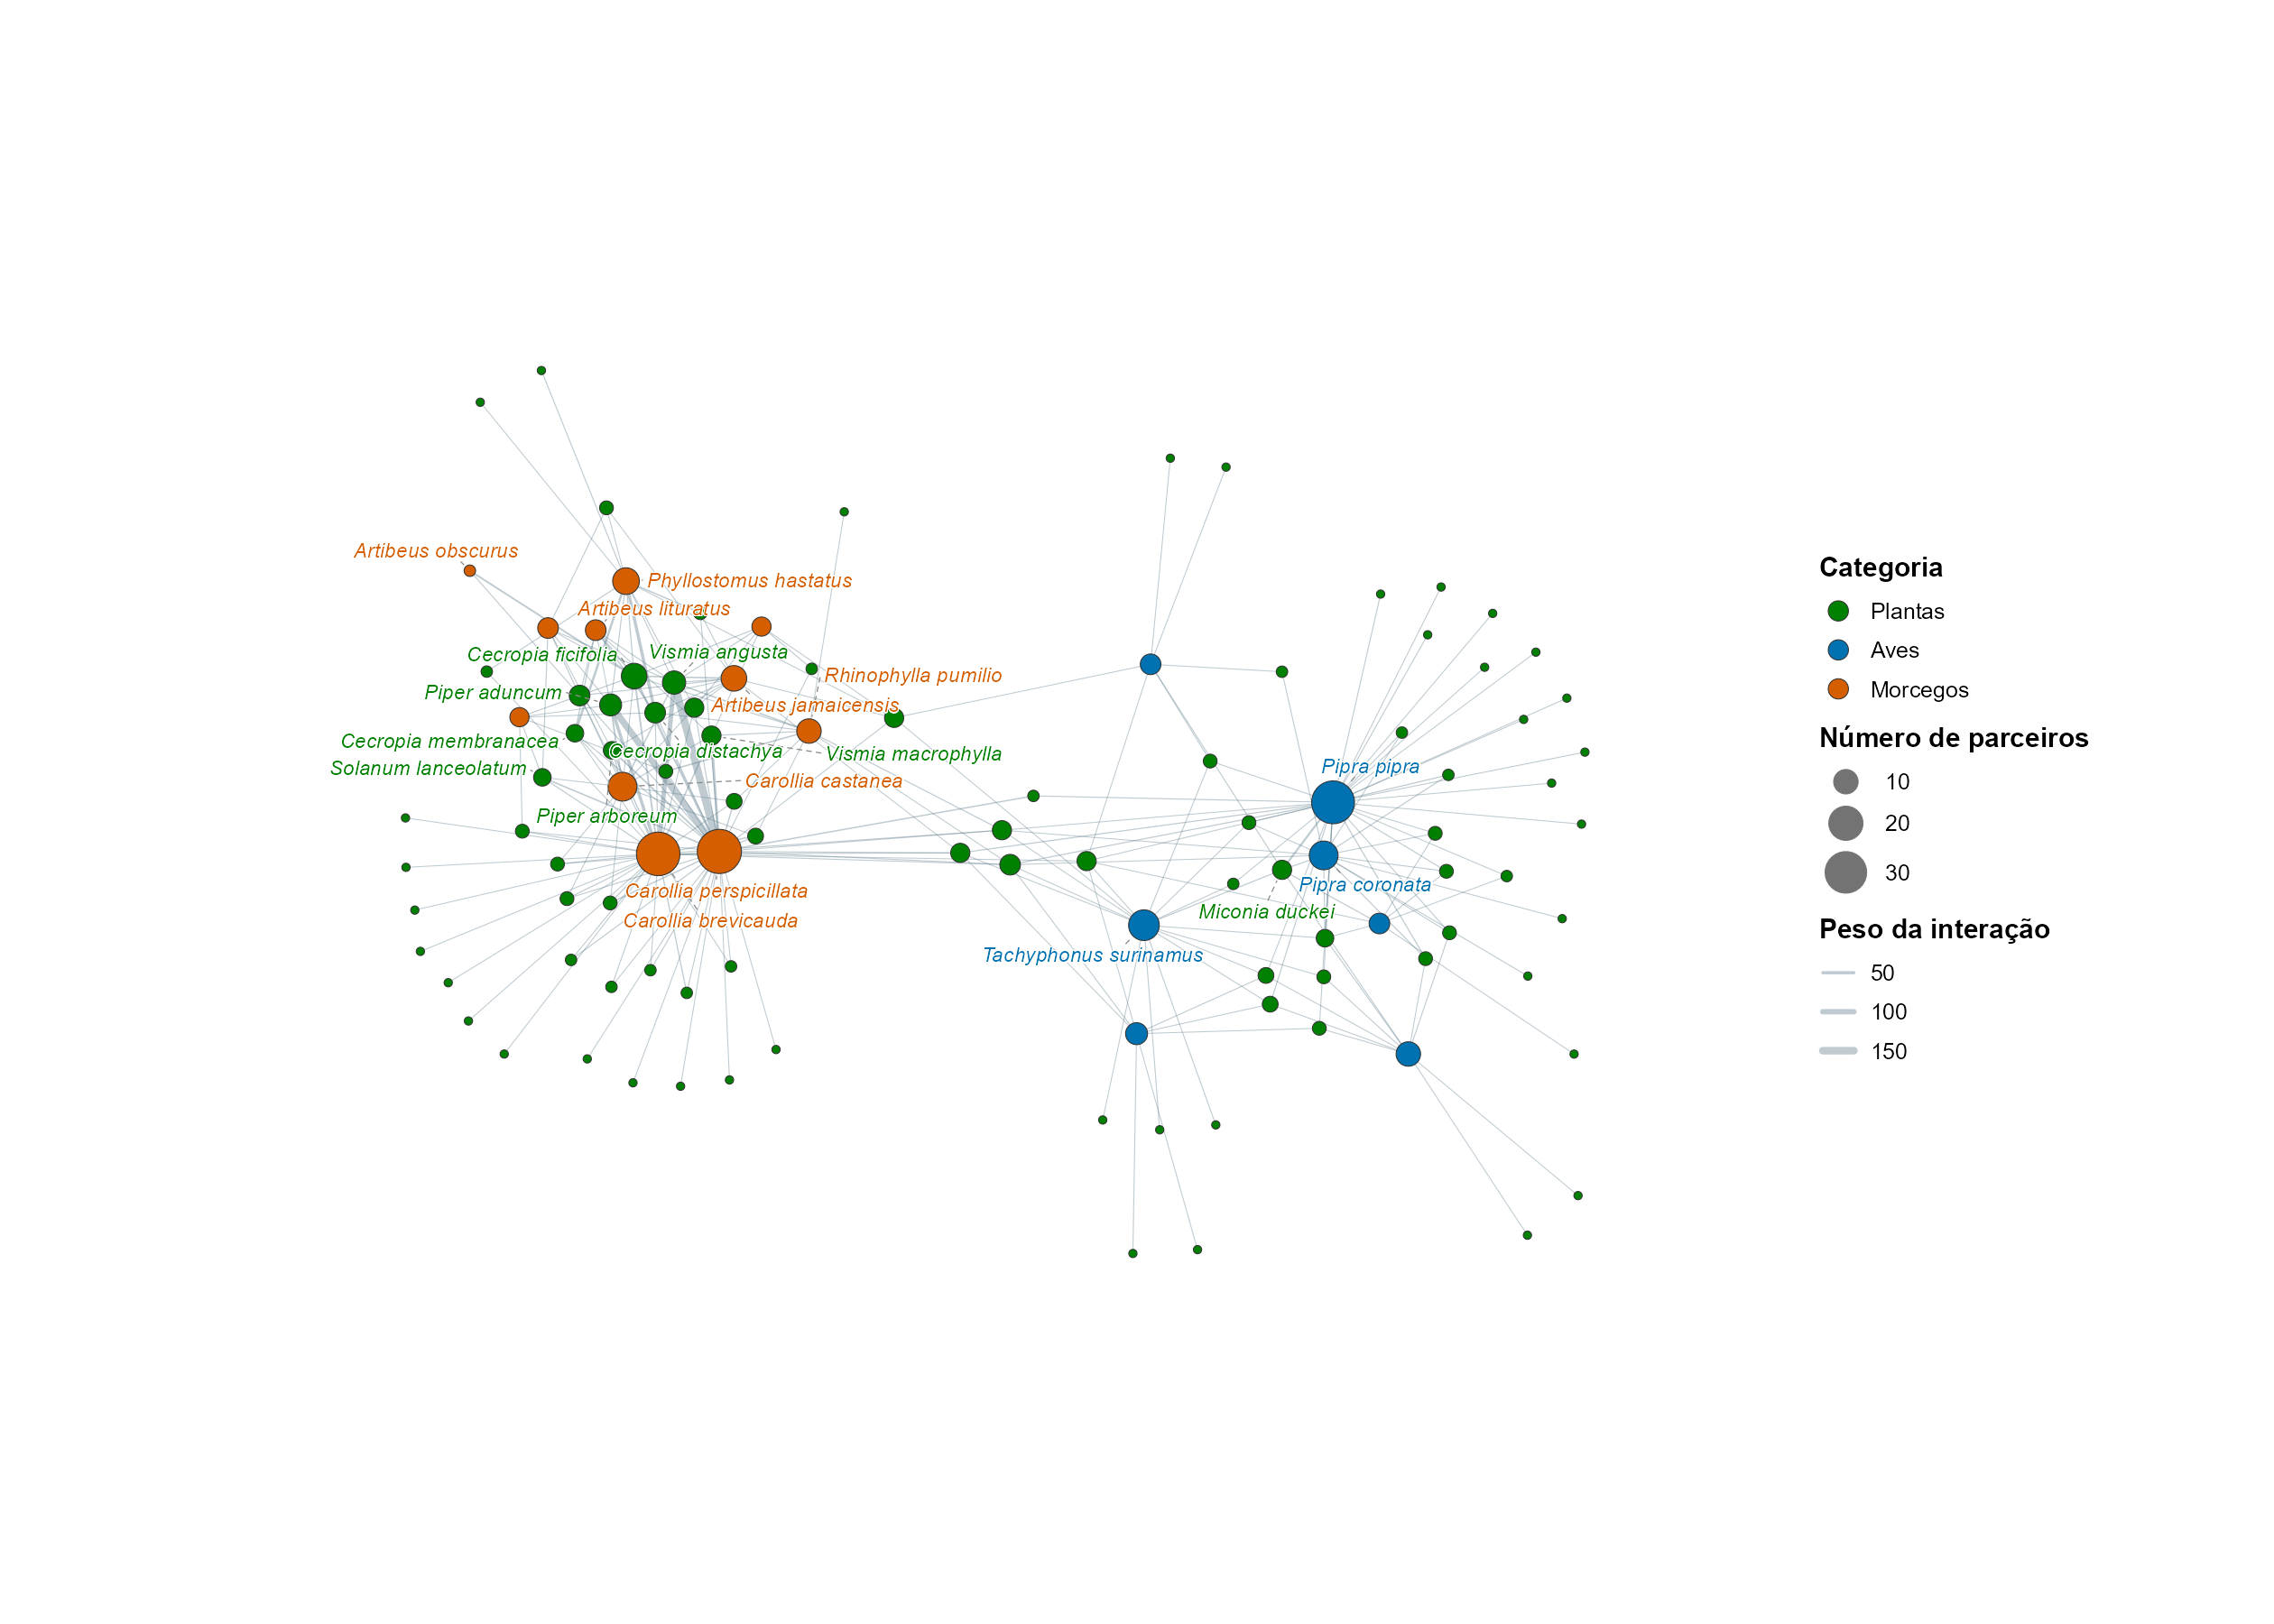 Artibeus obscurus
Phyllostomus hastatus
Artibeus lituratus
Cecropia ficifolia
Vismia angusta
Rhinophylla pumilio
Piper aduncum
Artibeus jamaicensis
Cecropia membranacea
Cecropia distachya
Vismia macrophylla
Solanum lanceolatum
Carollia castanea
Piper arboreum
Carollia perspicillata
Carollia brevicauda
Pipra pipra
Pipra coronata
Miconia duckei
Tachyphonus surinamus
Categoria
Plantas
Aves
Morcegos
Número de parceiros
10
20
30
Peso da interação
50
100
150